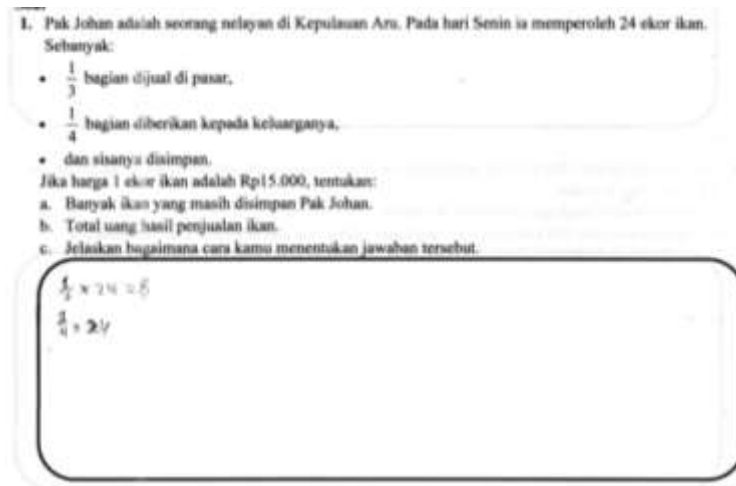 1. Pak Johan adalah seorang nelayan di Kepulauan Aru. Pada hari Senin ia memperoleh 24 ekor ikan.
Sebanyak:
• 1/3 bagian dijual di pasar,
• 1/4 bagian diberikan kepada keluarganya,
• dan sisanya disimpan.
Jika harga 1 ekor ikan adalah Rp15.000, tentukan:
a. Banyak ikan yang masih disimpan Pak Johan.
b. Total uang hasil penjualan ikan.
c. Jelaskan bagaimana cara kamu menentukan jawaban tersebut.
× 24 = 8
24